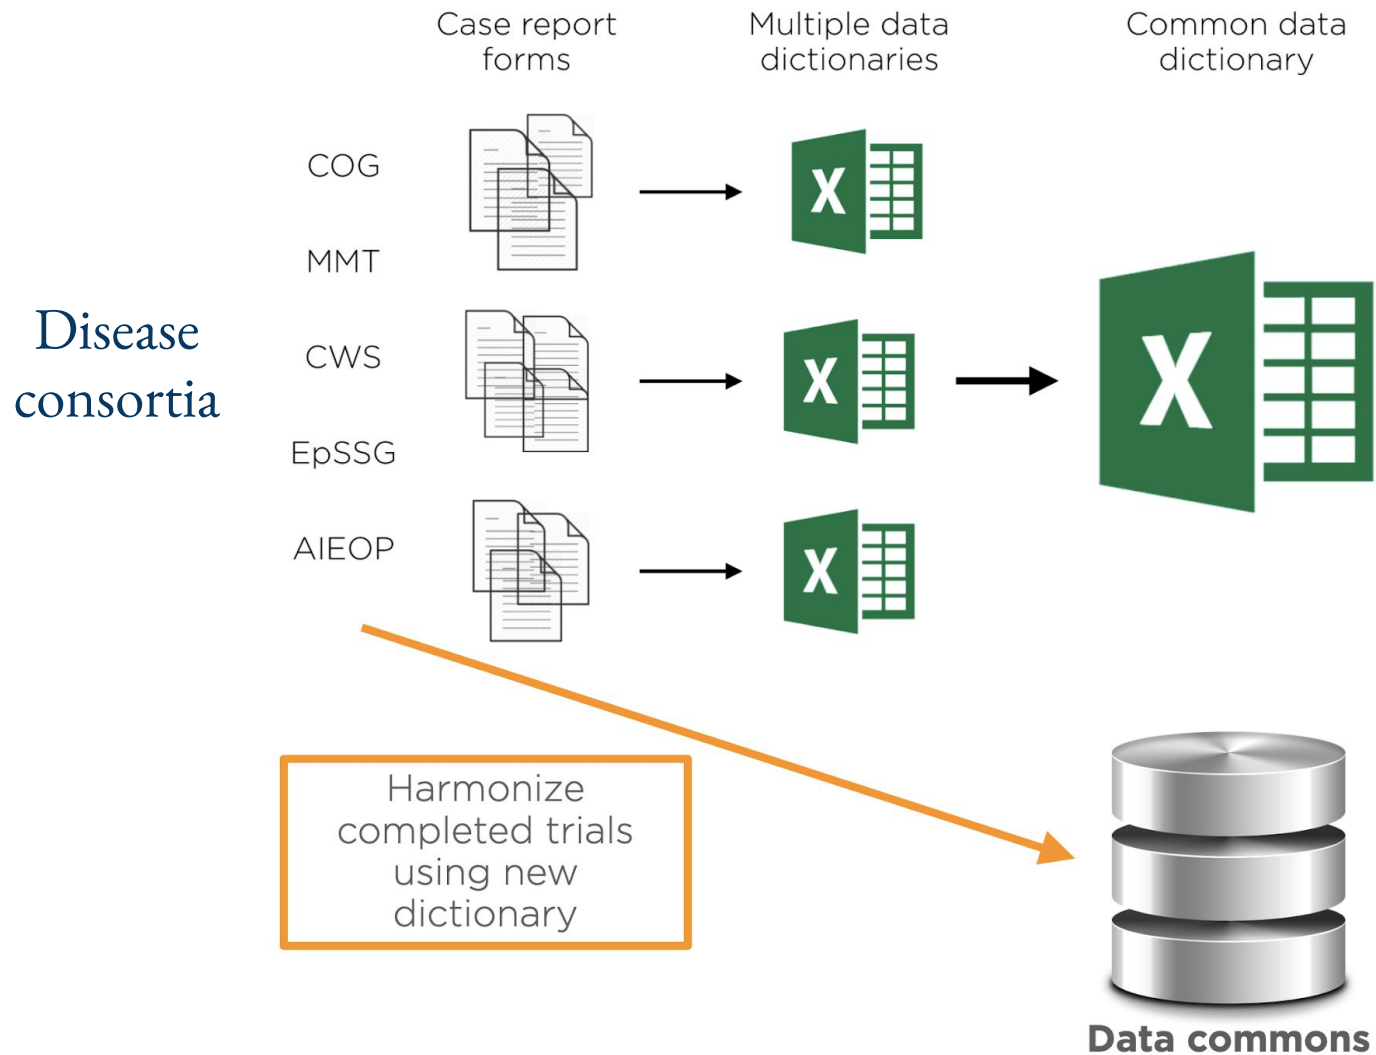 Case report
forms
Multiple data
dictionaries
Common data
dictionary
Disease
consortia
COG
MMT
CWS
EpSSG
AIEOP
X
X
X
X
Harmonize
completed trials
using new
dictionary
Data commons